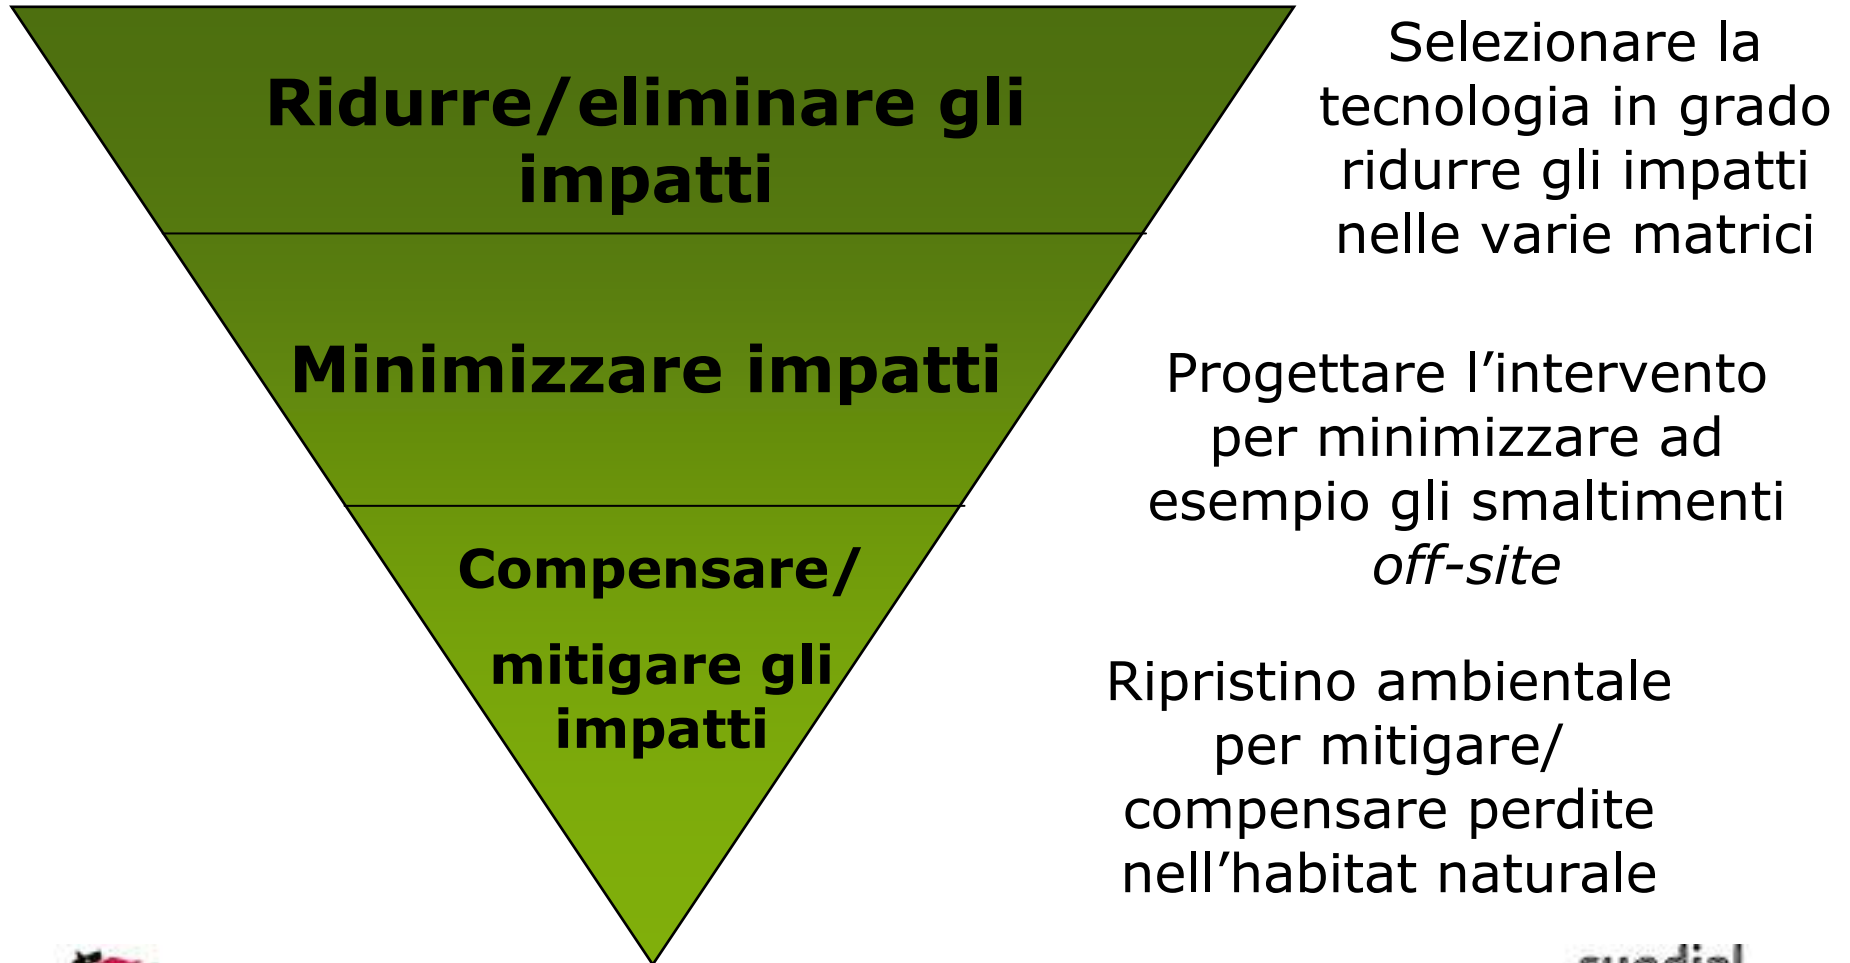 Ridurre/eliminare gli
impatti
Selezionare la
tecnologia in grado
ridurre gli impatti
nelle varie matrici
Minimizzare impatti
Progettare l’intervento
per minimizzare ad
esempio gli smaltimenti
off-site
Compensare/
mitigare gli
impatti
Ripristino ambientale
per mitigare/
compensare perdite
nell’habitat naturale